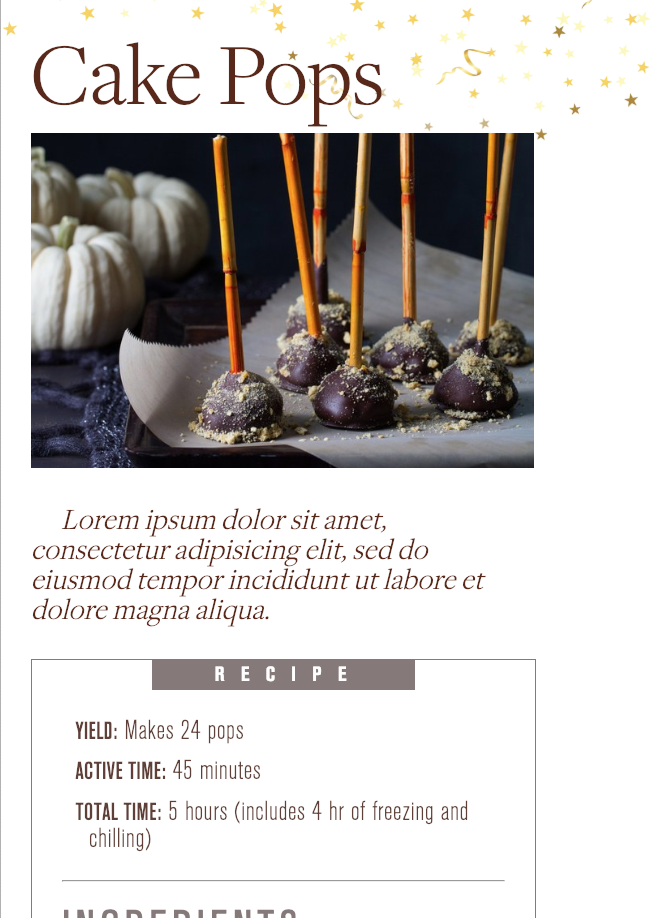 Cake Pops
Lorem ipsum dolor sit amet,
consectetur adipisicing elit, sed do
eiusmod tempor incididunt ut labore et
dolore magna aliqua.
RECIPE
YIELD: Makes 24 pops
ACTIVE TIME: 45 minutes
TOTAL TIME: 5 hours (includes 4 hr of freezing and
chilling)
INGREDIENTS